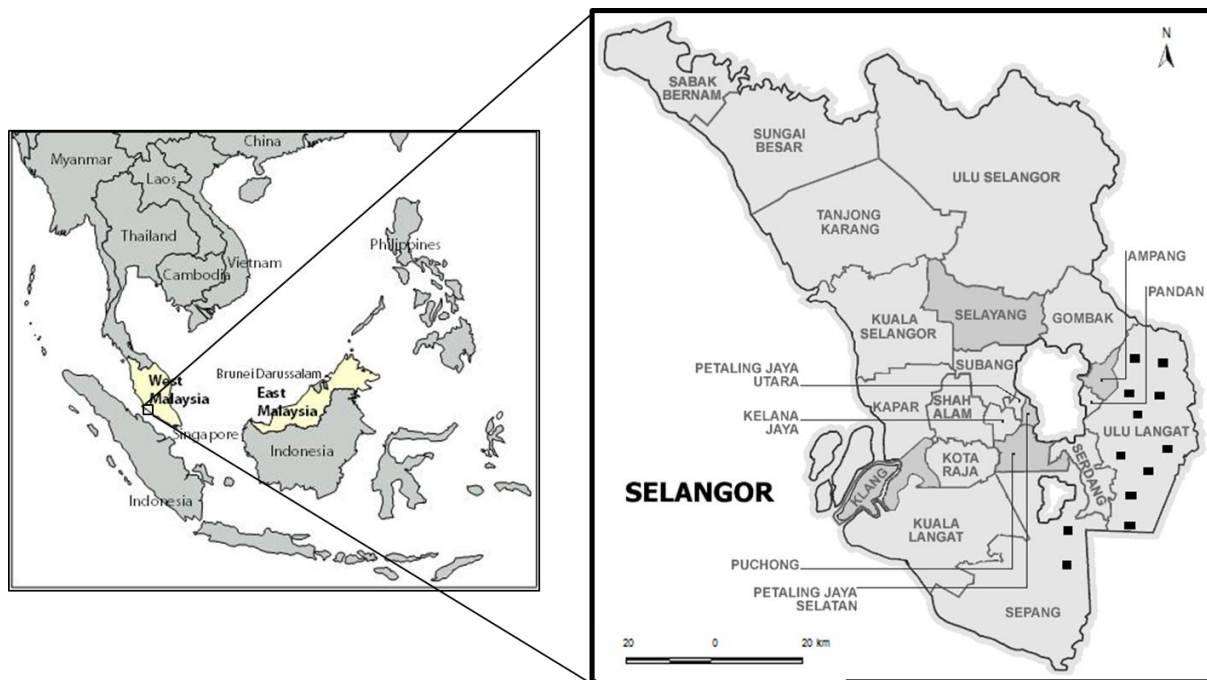 China
Myanmar
Laos
Thailand
Vietnam
Cambodia
Philippines
Brunei Darussalam
West
Malaysia
East
Malaysia
Singapore
Indonesia
Indonesia
N
SABAK
BERNAM
SUNGAI
BESAR
ULU SELANGOR
TANJONG
KARANG
AMPANG
PANDAN
KUALA
SELANGOR
SELAYANG
GOMBAK
PETALING JAYA
UTARA
SUBANG
KAPAR
SHAH
ALAM
KELANA
JAYA
ULU LANGAT
KOTA
RAJA
SERDANG
KLANG
SELANGOR
KUALA
LANGAT
PUCHONG
PETALING JAYA
SELATAN
SEPANG
20 0 20 km